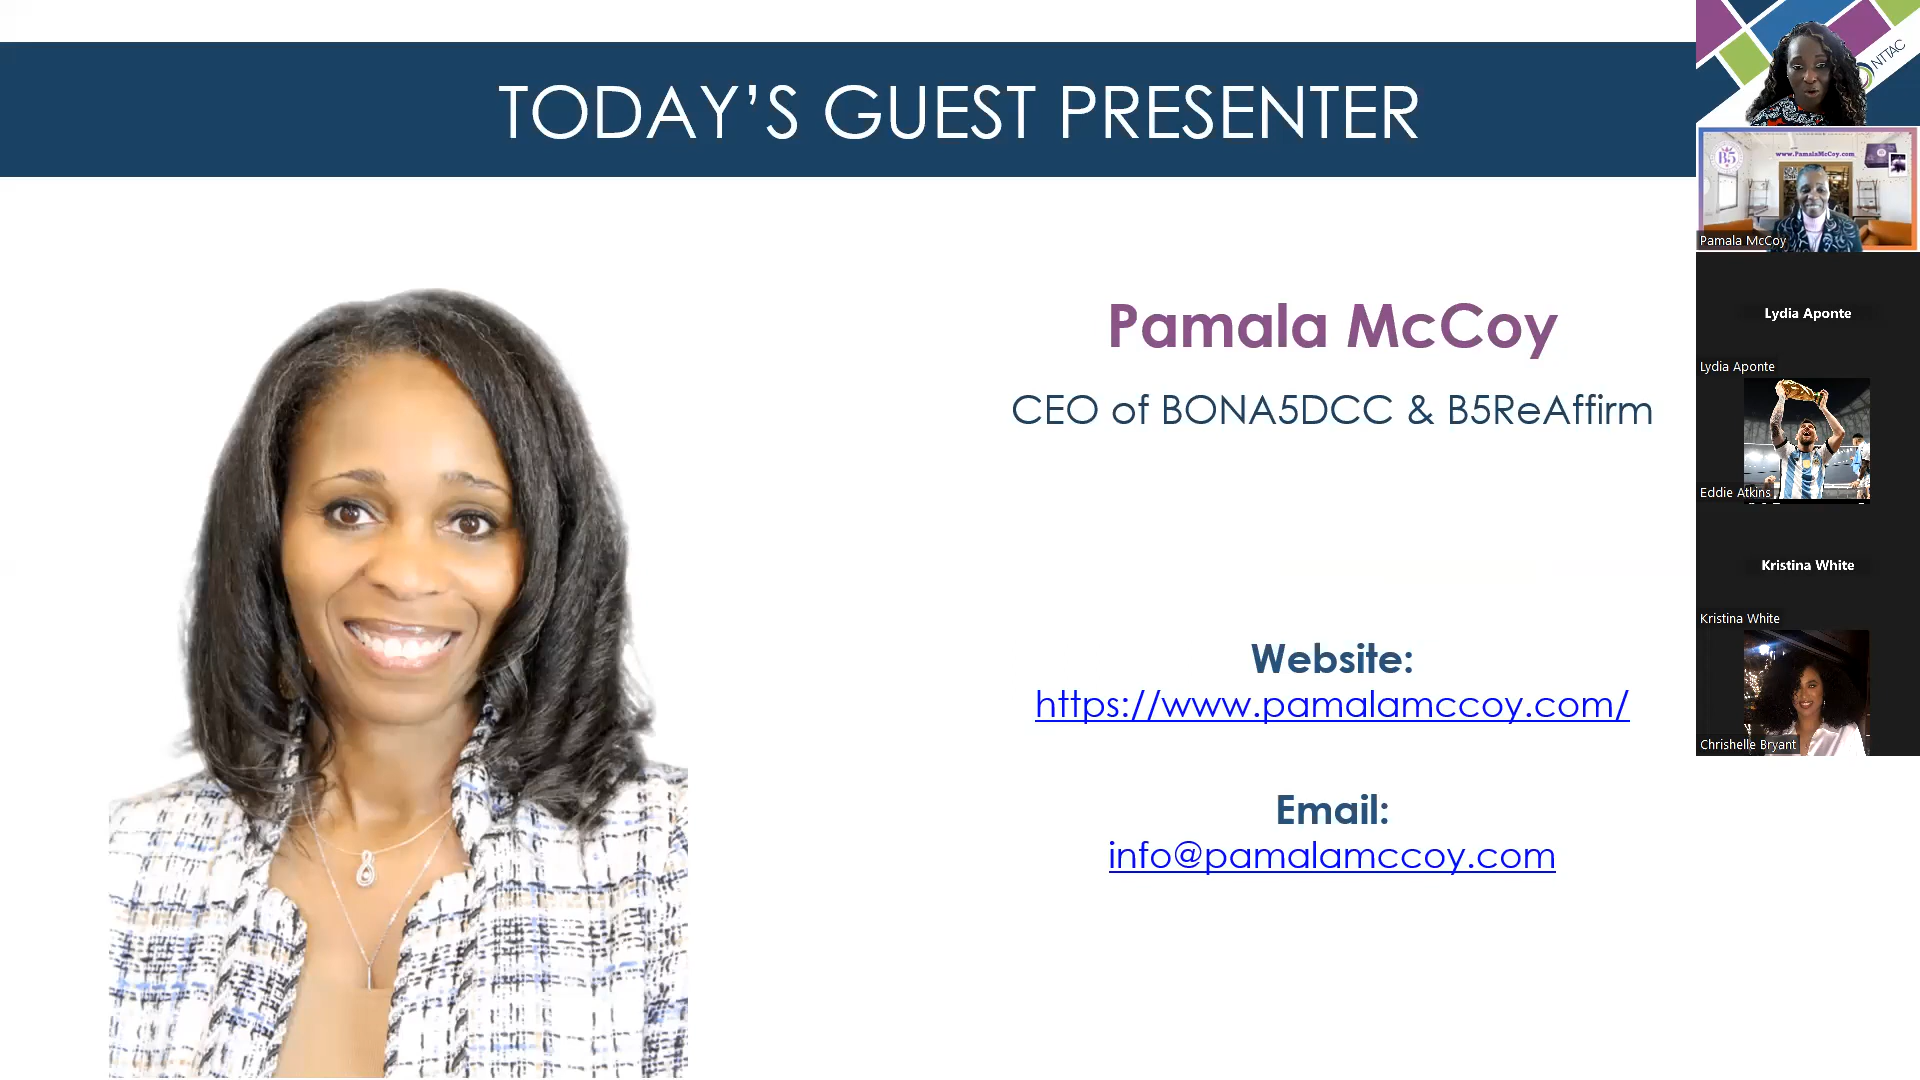 TODAY’S GUEST PRESENTER
Pamala McCoy
CEO of BONA5DCC & B5ReAffirm
Website:
https://www.pamalamccoy.com/
Email:
info@pamalamccoy.com
NTTAC
B5
www.PamalaMcCoy.com
Pamala McCoy
Lydia Aponte
Lydia Aponte
Eddie Atkins
Kristina White
Kristina White
Chrishelle Bryant